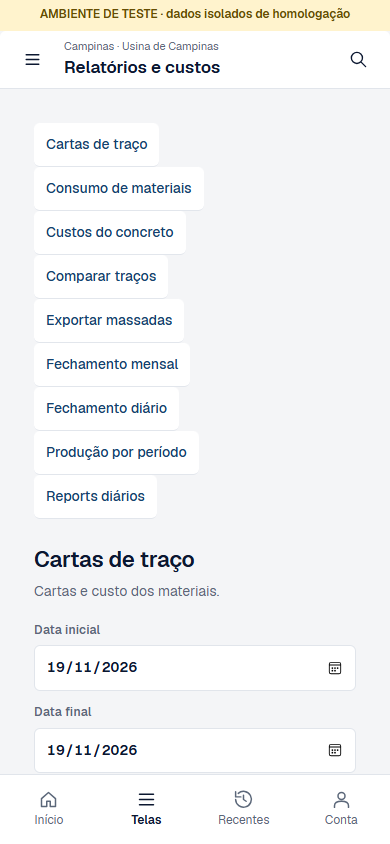 AMBIENTE DE TESTE · dados isolados de homologação
Campinas · Usina de Campinas
Relatórios e custos
Cartas de traço
Consumo de materiais
Custos do concreto
Comparar traços
Exportar massadas
Fechamento mensal
Fechamento diário
Produção por período
Reports diários
Cartas de traço
Cartas e custo dos materiais.
Data inicial
19/11/2026
Data final
19/11/2026
Início
Telas
Recentes
Conta